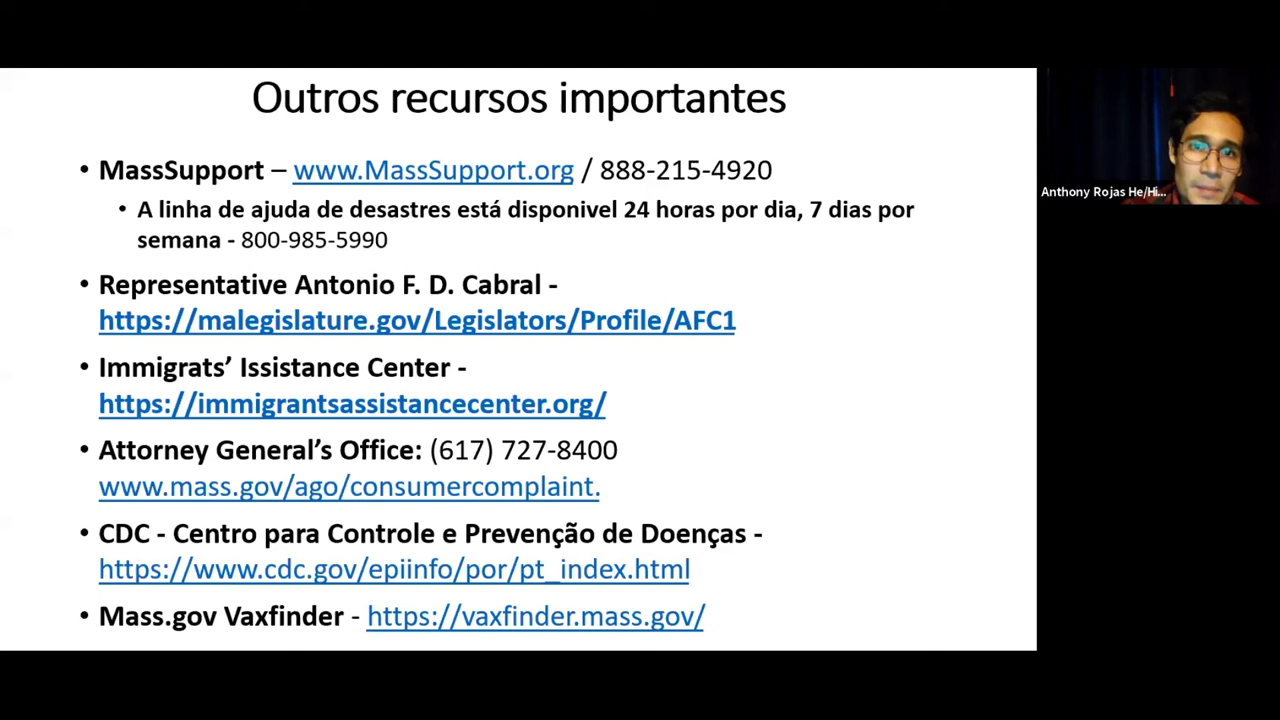 Outros recursos importantes
• MassSupport – www.MassSupport.org / 888-215-4920
• A linha de ajuda de desastres está disponivel 24 horas por dia, 7 dias por
semana - 800-985-5990
• Representative Antonio F. D. Cabral -
https://malegislature.gov/Legislators/Profile/AFC1
• Immigrats’ Issistance Center -
https://immigrantsassistancecenter.org/
• Attorney General’s Office: (617) 727-8400
www.mass.gov/ago/consumercomplaint.
• CDC - Centro para Controle e Prevenção de Doenças -
https://www.cdc.gov/epiinfo/por/pt_index.html
• Mass.gov Vaxfinder - https://vaxfinder.mass.gov/
Anthony Rojas He/Hi...